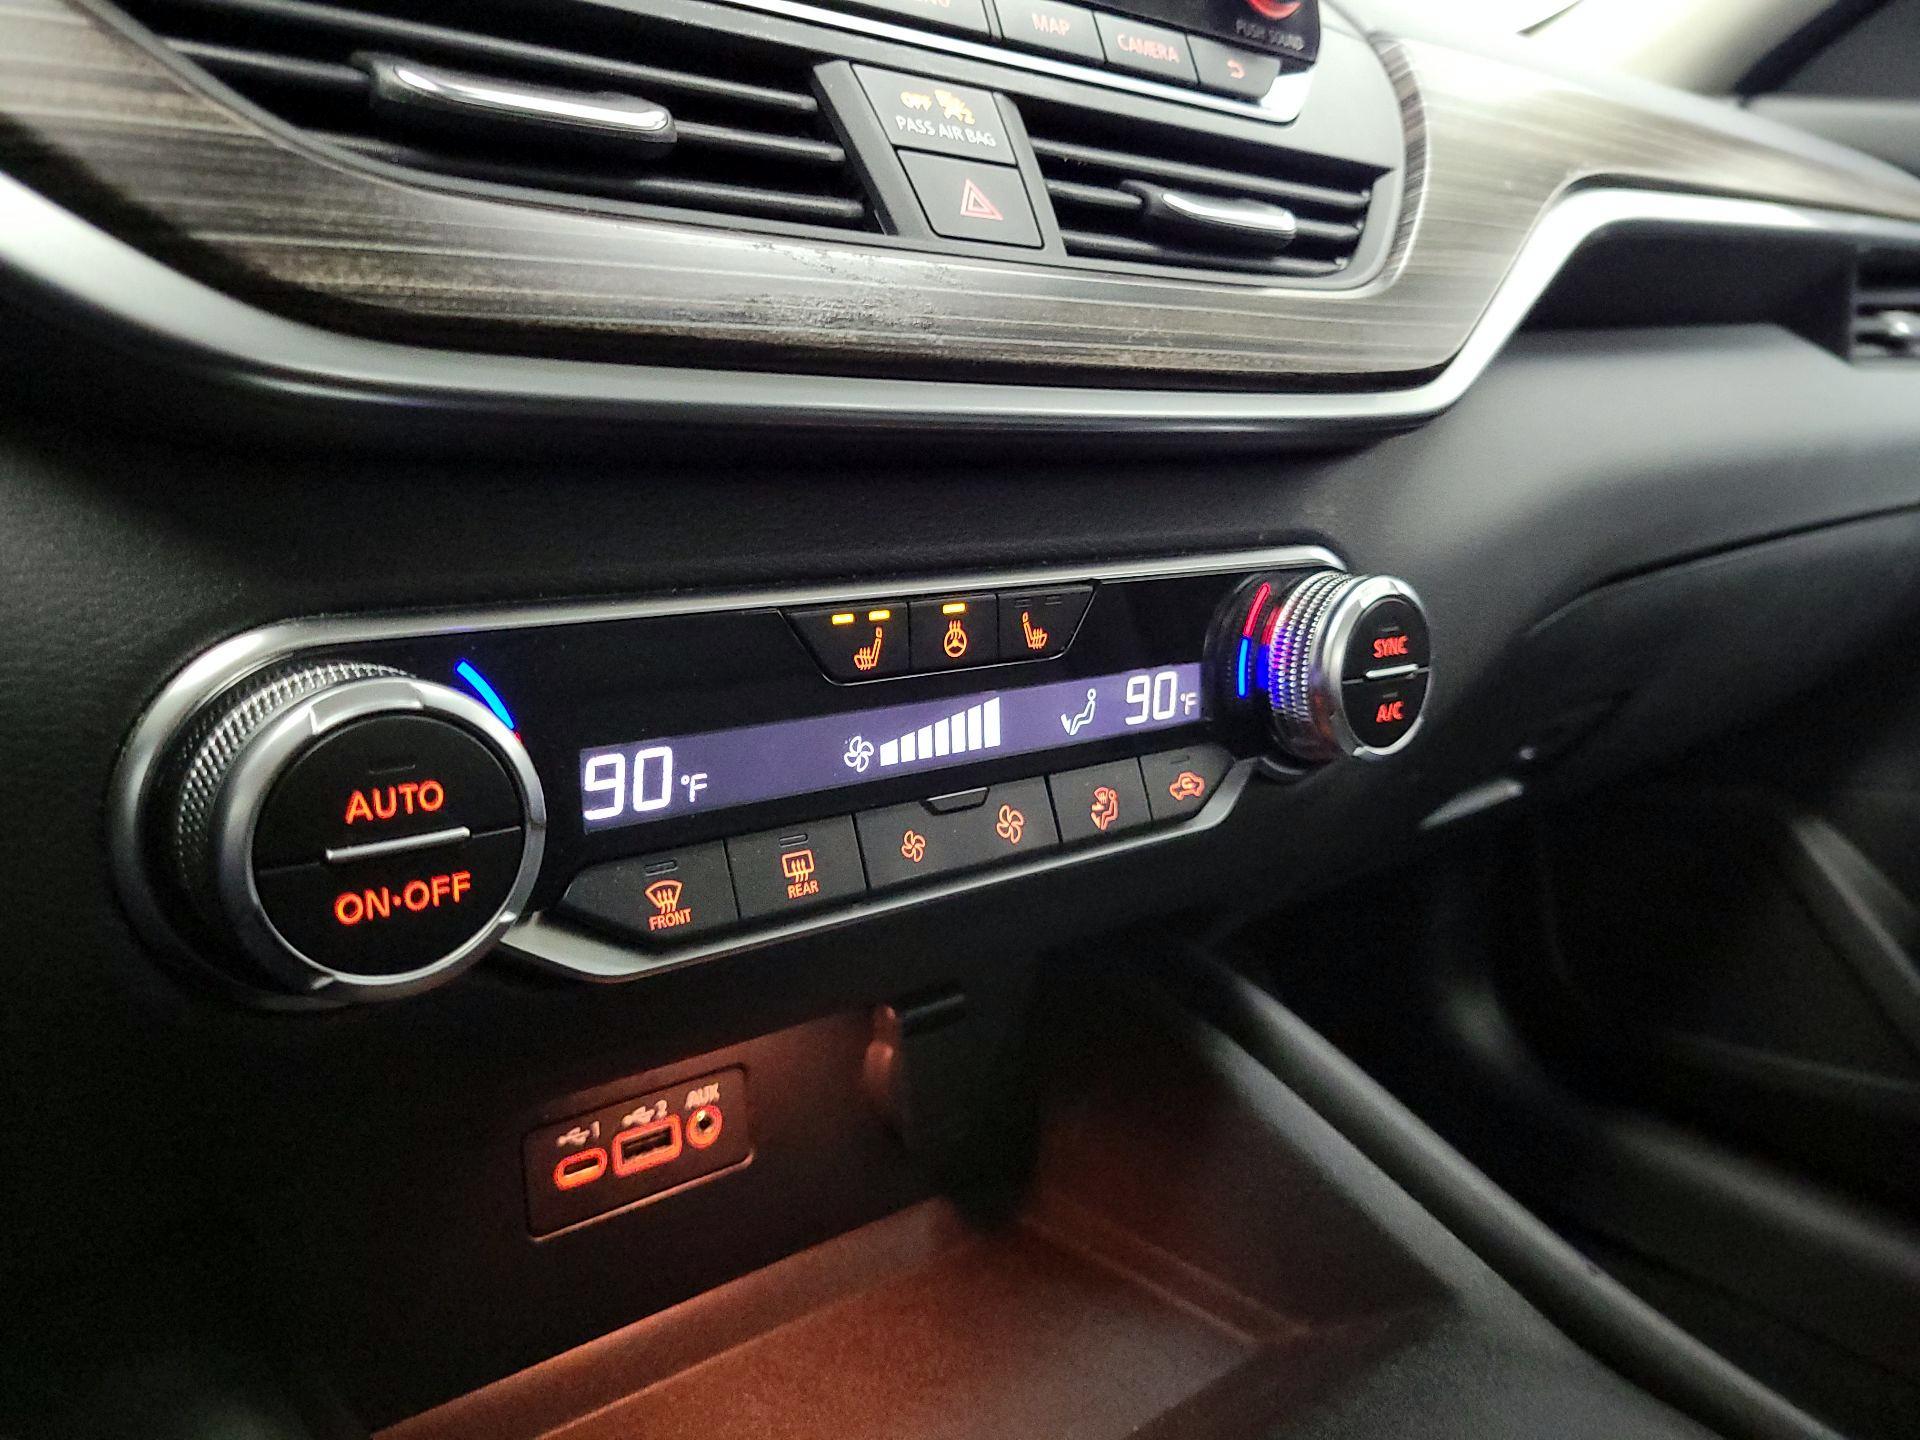 MAP
CAMERA
PUSH SOUND
OFF 2
PASS AIR BAG
SYNC
A/C
90°F
90°F
AUTO
ON·OFF
FRONT
REAR
1
2
AUX